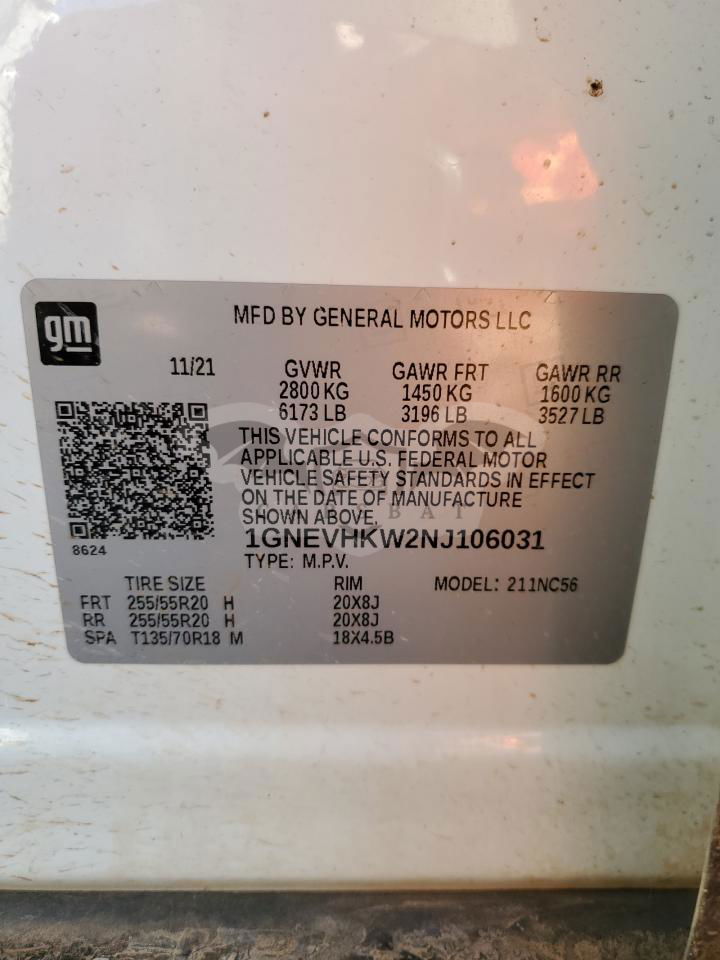 gm
MFD BY GENERAL MOTORS LLC
11/21 GVWR GAWR FRT GAWR RR
2800 KG 1450 KG 1600 KG
6173 LB 3196 LB 3527 LB
THIS VEHICLE CONFORMS TO ALL
APPLICABLE U.S. FEDERAL MOTOR
VEHICLE SAFETY STANDARDS IN EFFECT
ON THE DATE OF MANUFACTURE
SHOWN ABOVE.
8624
1GNEVHKW2NJ106031
TYPE: M.P.V.
TIRE SIZE RIM MODEL: 211NC56
FRT 255/55R20 H 20X8J
RR 255/55R20 H 20X8J
SPA T135/70R18 M 18X4.5B